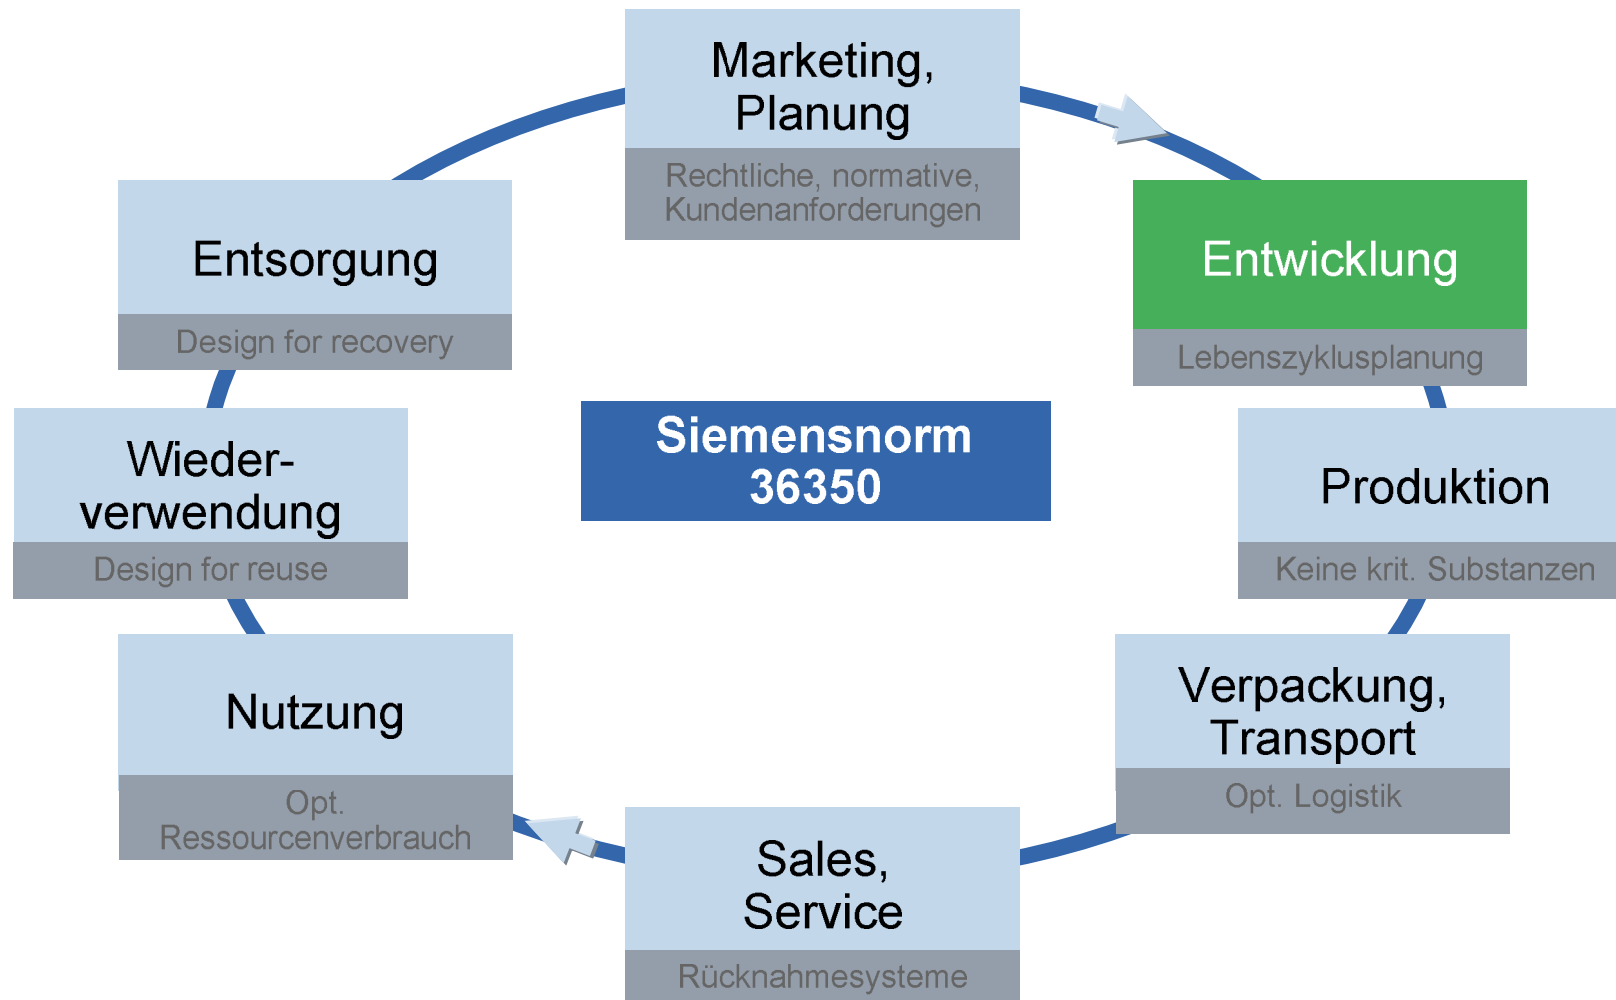 Marketing,
Planung
Rechtliche, normative,
Kundenanforderungen
Entwicklung
Lebenszyklusplanung
Produktion
Keine krit. Substanzen
Verpackung,
Transport
Opt. Logistik
Sales,
Service
Rücknahmesysteme
Nutzung
Opt.
Ressourcenverbrauch
Wieder-
verwendung
Design for reuse
Entsorgung
Design for recovery
Siemensnorm
36350